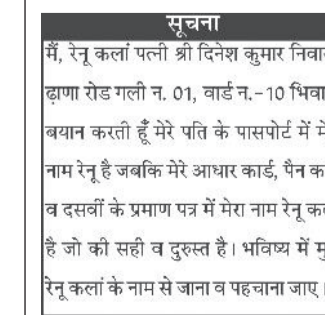 सूचना
मैं, रेनू कलां पत्नी श्री दिनेश कुमार
ढ़ाणा रोड गली न. 01, वार्ड न.–10
बयान करती हूँ मेरे पति के पासपोर्ट में
नाम रेनू है जबकि मेरे आधार कार्ड, पैन
व दसवीं के प्रमाण पत्र में मेरा नाम रेनू
है जो की सही व दुरुस्त है। भविष्य में
रेनू कलां के नाम से जाना व पहचाना जाए।